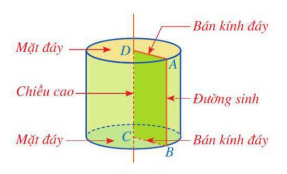 Bán kính đáy
Mặt đáy
D
A
Chiều cao
Đường sinh
Mặt đáy
C
Bán kính đáy
B